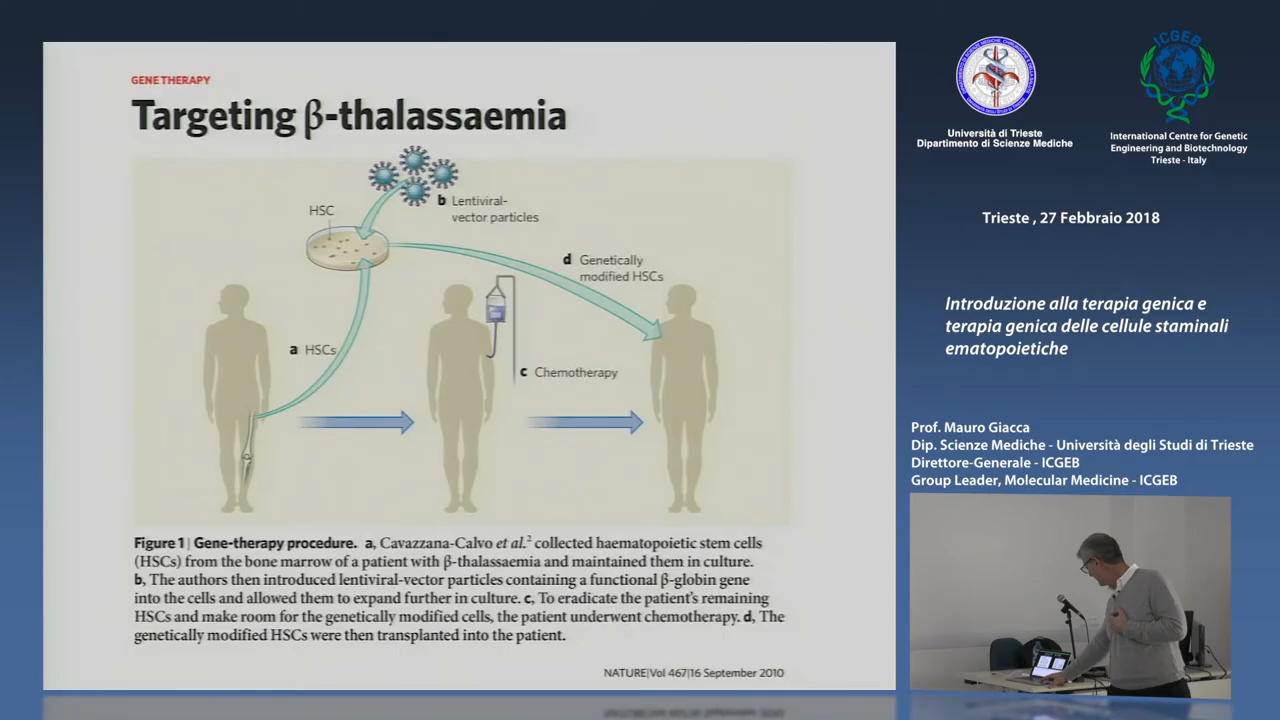 GENE THERAPY
Targeting β-thalassaemia
HSC
b Lentiviral-
vector particles
d Genetically
modified HSCs
a HSCs
c Chemotherapy
Figure 1 | Gene-therapy procedure. a, Cavazzana-Calvo et al.² collected haematopoietic stem cells
(HSCs) from the bone marrow of a patient with β-thalassaemia and maintained them in culture.
b, The authors then introduced lentiviral-vector particles containing a functional β-globin gene
into the cells and allowed them to expand further in culture. c, To eradicate the patient's remaining
HSCs and make room for the genetically modified cells, the patient underwent chemotherapy. d, The
genetically modified HSCs were then transplanted into the patient.
NATURE|Vol 467|16 September 2010
Università di Trieste
Dipartimento di Scienze Mediche
ICGEB
International Centre for Genetic
Engineering and Biotechnology
Trieste - Italy
Trieste , 27 Febbraio 2018
Introduzione alla terapia genica e
terapia genica delle cellule staminali
ematopoietiche
Prof. Mauro Giacca
Dip. Scienze Mediche - Università degli Studi di Trieste
Direttore-Generale - ICGEB
Group Leader, Molecular Medicine - ICGEB